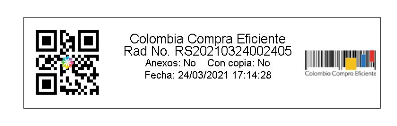 Colombia Compra Eficiente
Rad No. RS20210324002405
Anexos: No Con copia: No
Fecha: 24/03/2021 17:14:28
Colombia Compra Eficiente